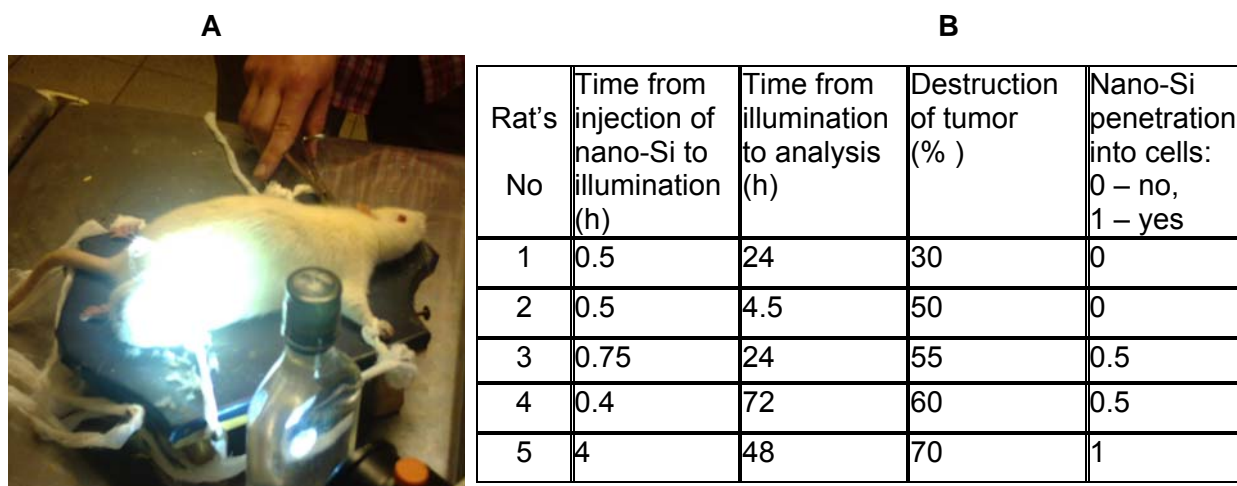 A
B
Rat's
No
Time from
injection of
nano-Si to
illumination
(h)
Time from
illumination
to analysis
(h)
Destruction
of tumor
(% )
Nano-Si
penetration
into cells:
0 – no,
1 – yes
1 0.5 24 30 0
2 0.5 4.5 50 0
3 0.75 24 55 0.5
4 0.4 72 60 0.5
5 4 48 70 1